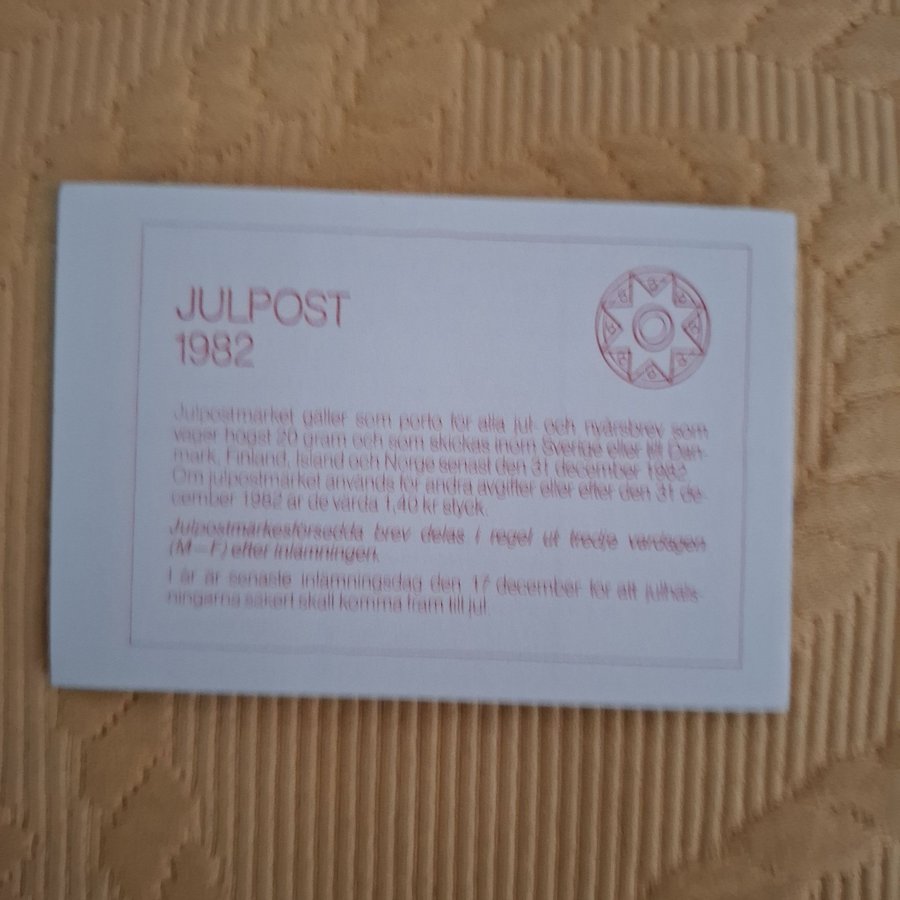 JULPOST
1982
Julpostmärket gäller som porto för alla jul- och nyårsbrev som
väger högst 20 gram och som skickas inom Sverige eller till Dan-
mark, Finland, Island och Norge senast den 31 december 1982.
Om julpostmärket används för andra avgifter eller efter den 31 de-
cember 1982 är de värda 1,40 kr styck.
Julpostmärkesförsedda brev delas i regel ut tredje vardagen
(M–F) efter inlämningen.
I år är senaste inlämningsdag den 17 december för att julhäls-
ningarna säkert skall komma fram till jul.